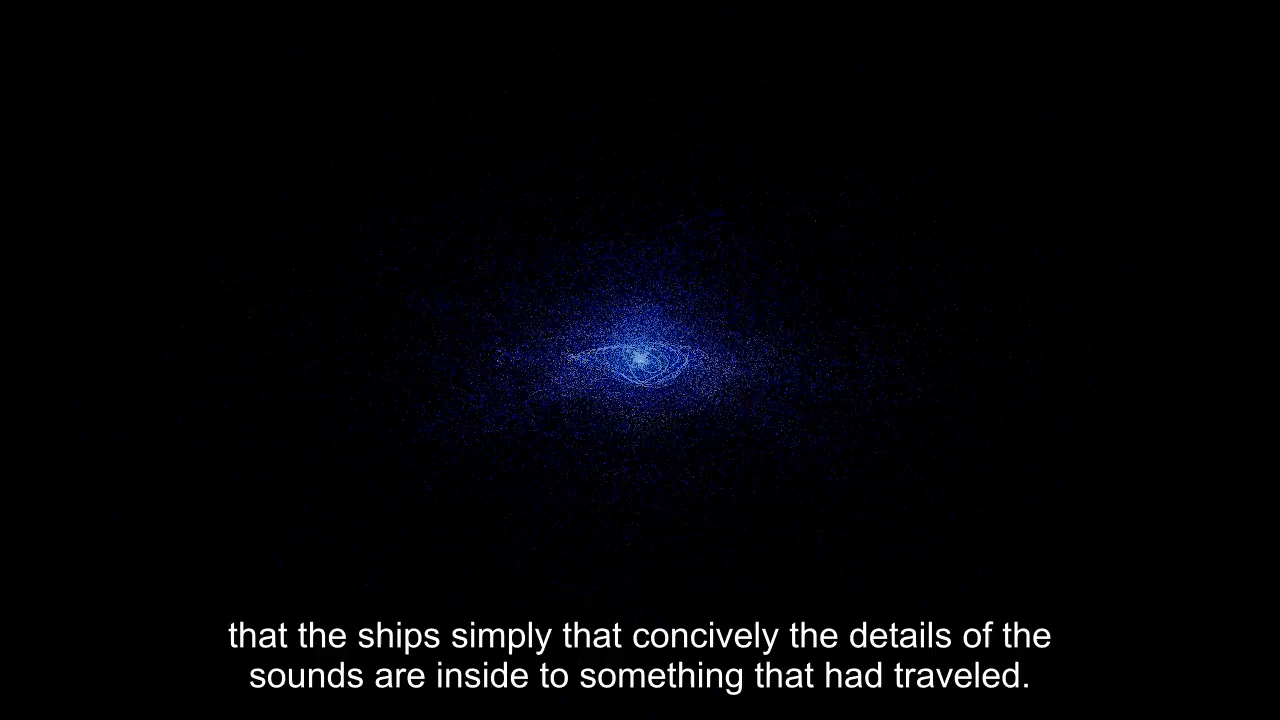 that the ships simply that concively the details of the
sounds are inside to something that had traveled.